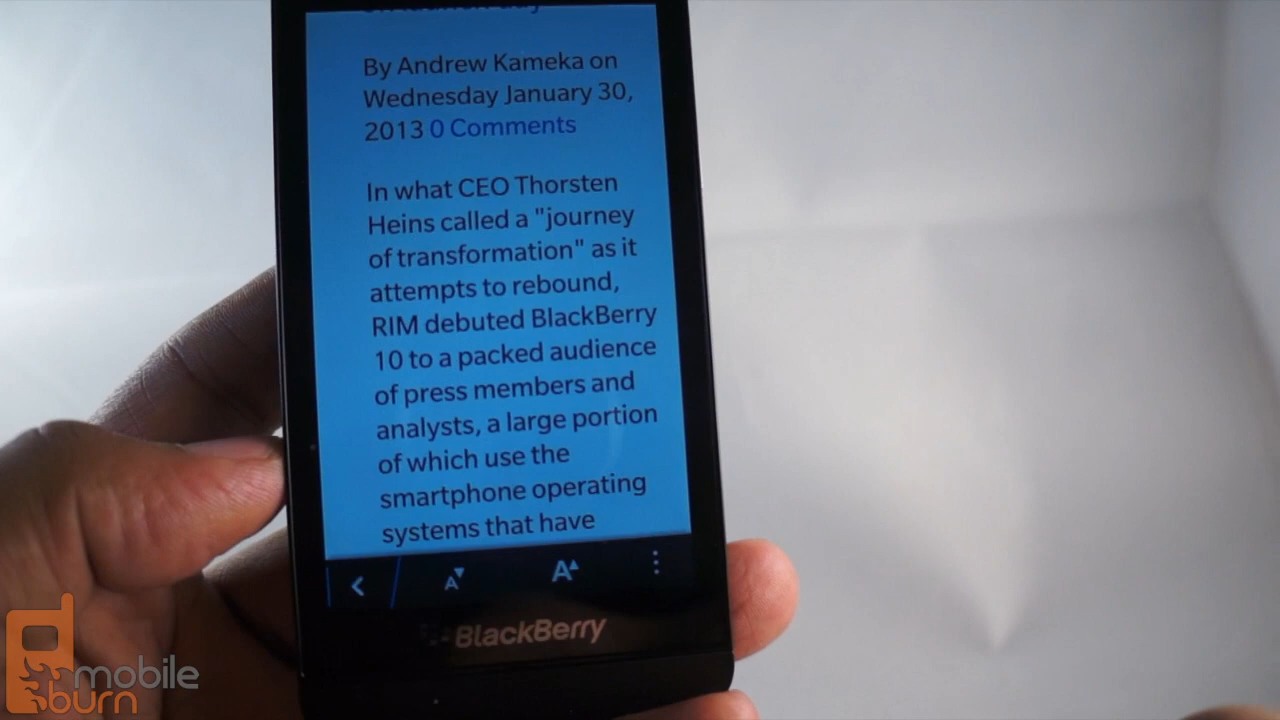 By Andrew Kameka on
Wednesday January 30,
2013 0 Comments
In what CEO Thorsten
Heins called a "journey
of transformation" as it
attempts to rebound,
RIM debuted BlackBerry
10 to a packed audience
of press members and
analysts, a large portion
of which use the
smartphone operating
systems that have
A A
BlackBerry
mobile
burn